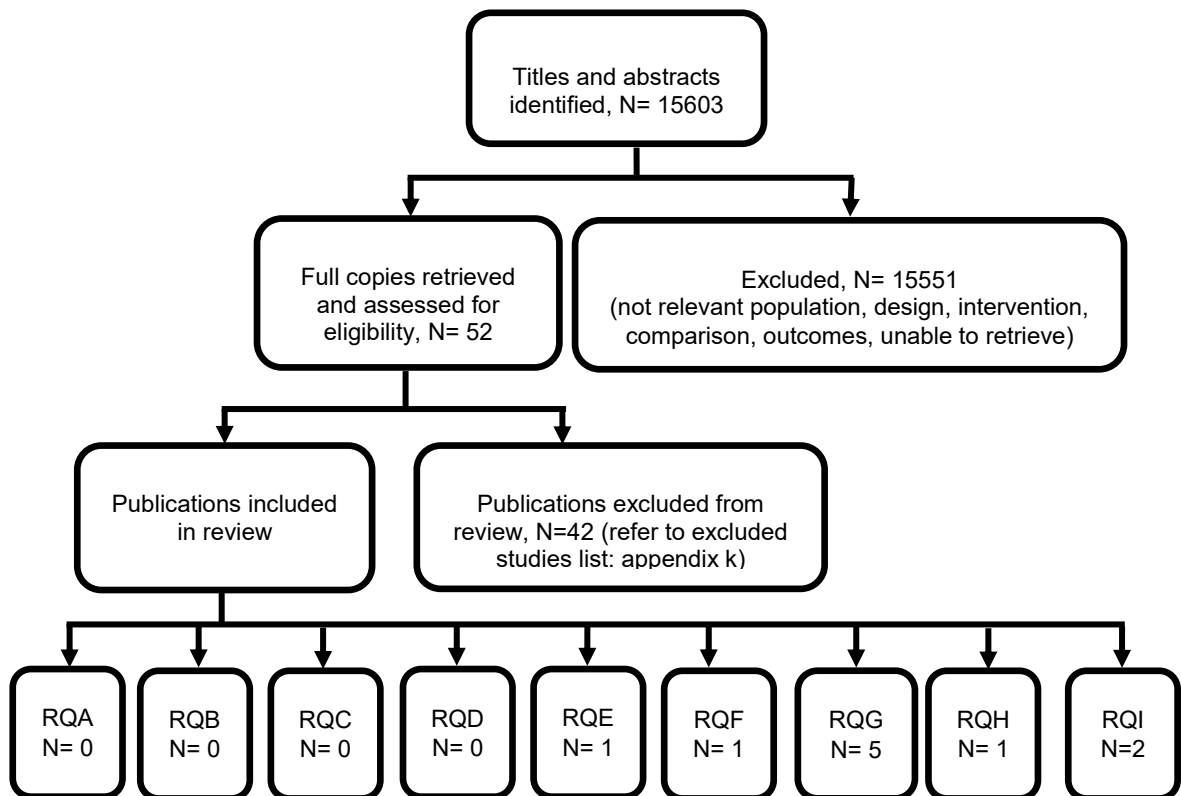 Titles and abstracts
identified, N= 15603
Full copies retrieved
and assessed for
eligibility, N= 52
Excluded, N= 15551
(not relevant population, design, intervention,
comparison, outcomes, unable to retrieve)
Publications included
in review
Publications excluded from
review, N=42 (refer to excluded
studies list: appendix k)
RQA
N= 0
RQB
N= 0
RQC
N= 0
RQD
N= 0
RQE
N= 1
RQF
N= 1
RQG
N= 5
RQH
N= 1
RQI
N=2